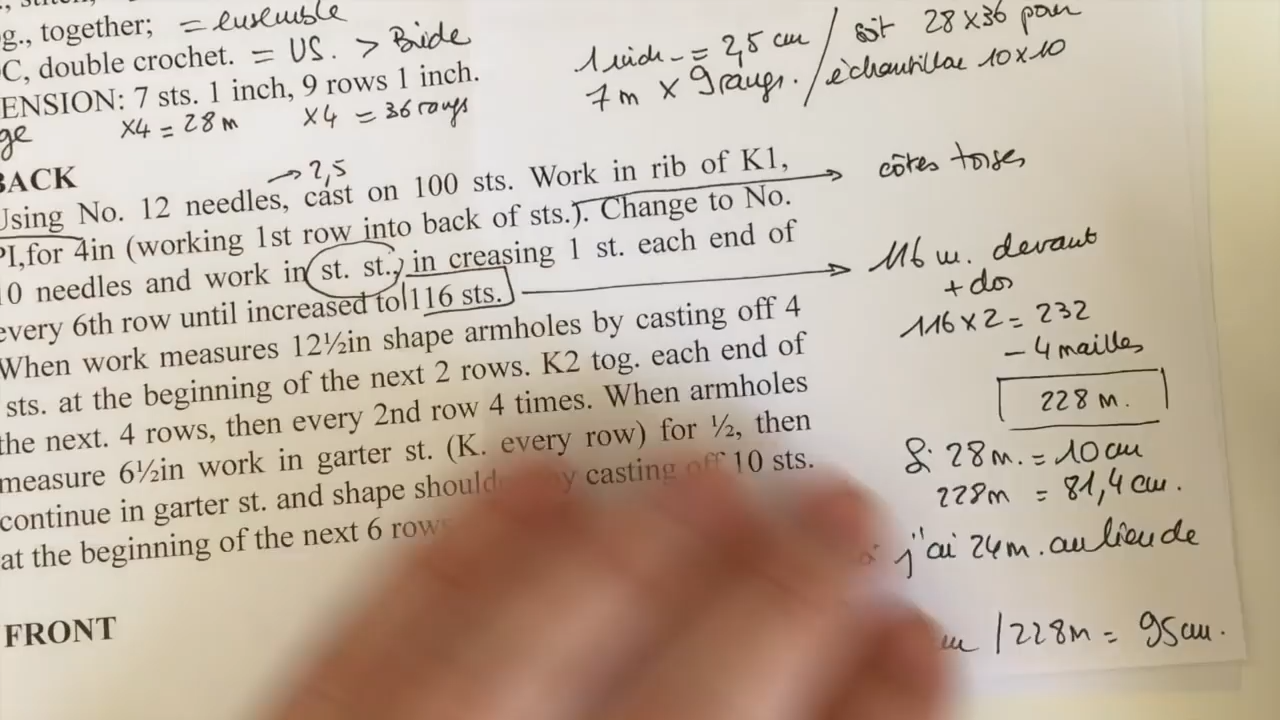 g., together; = ensemble
C, double crochet. = US. > Bride
ENSION: 7 sts. 1 inch, 9 rows 1 inch.
x4 = 28 m x4 = 36 rangs
ge
1 inch = 2,5 cm / soit 28x36 pour
7 m x 9 rangs. / échantillon 10x10
BACK
→ 2,5
Using No. 12 needles, cast on 100 sts. Work in rib of K1,
PI,for 4in (working 1st row into back of sts.). Change to No.
0 needles and work in st. st., in creasing 1 st. each end of
every 6th row until increased to 116 sts.
When work measures 12½in shape armholes by casting off 4
sts. at the beginning of the next 2 rows. K2 tog. each end of
the next. 4 rows, then every 2nd row 4 times. When armholes
measure 6½in work in garter st. (K. every row) for ½, then
continue in garter st. and shape should by casting off 10 sts.
at the beginning of the next 6 rows
FRONT
côtes torses
116 m. devant
+ dos
116 x 2 = 232
- 4 mailles
228 m.
28 m. = 10 cm
228 m = 81,4 cm.
j'ai 24 m. au lieu de
/ 228 m = 95 cm.